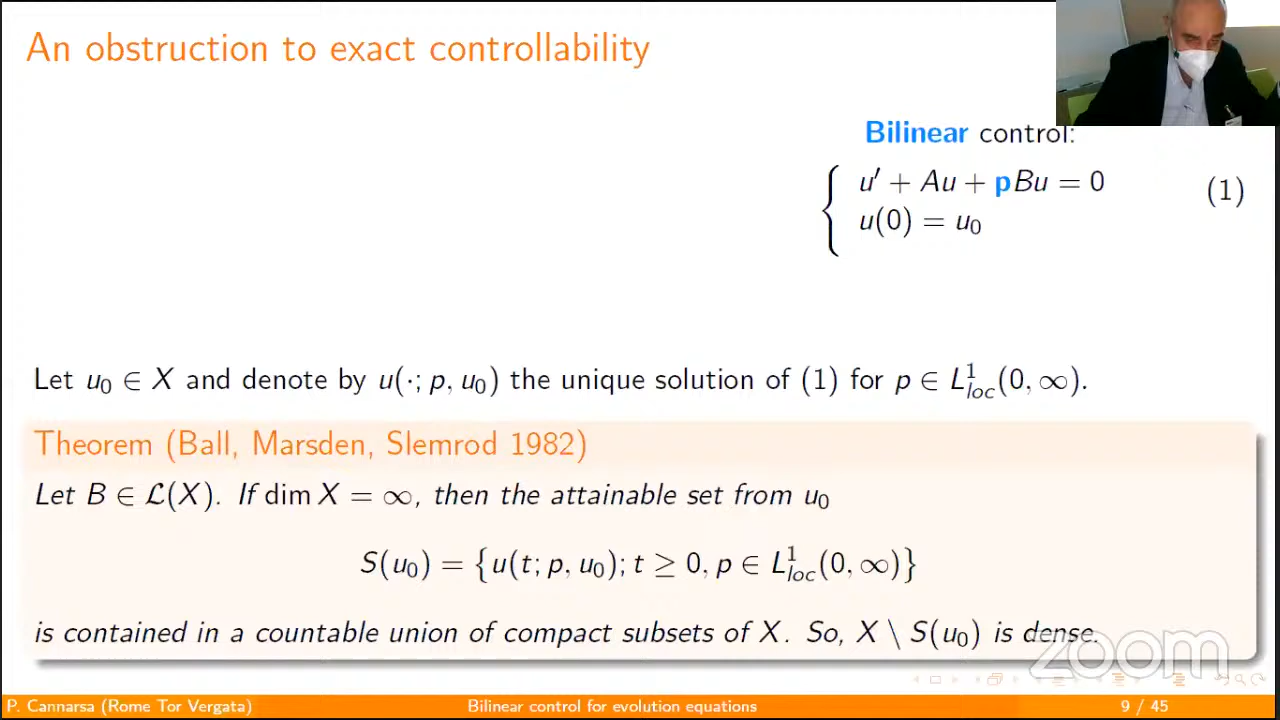 An obstruction to exact controllability
Bilinear control:
u′ + Au + pBu = 0
(1)
u(0) = u₀
Let u₀ ∈ X and denote by u(·; p, u₀) the unique solution of (1) for p ∈ L¹_loc(0, ∞).
Theorem (Ball, Marsden, Slemrod 1982)
Let B ∈ ℒ(X). If dim X = ∞, then the attainable set from u₀
S(u₀) = {u(t; p, u₀); t ≥ 0, p ∈ L¹_loc(0, ∞)}
is contained in a countable union of compact subsets of X. So, X \ S(u₀) is dense.
zoom
P. Cannarsa (Rome Tor Vergata)
Bilinear control for evolution equations
9 / 45